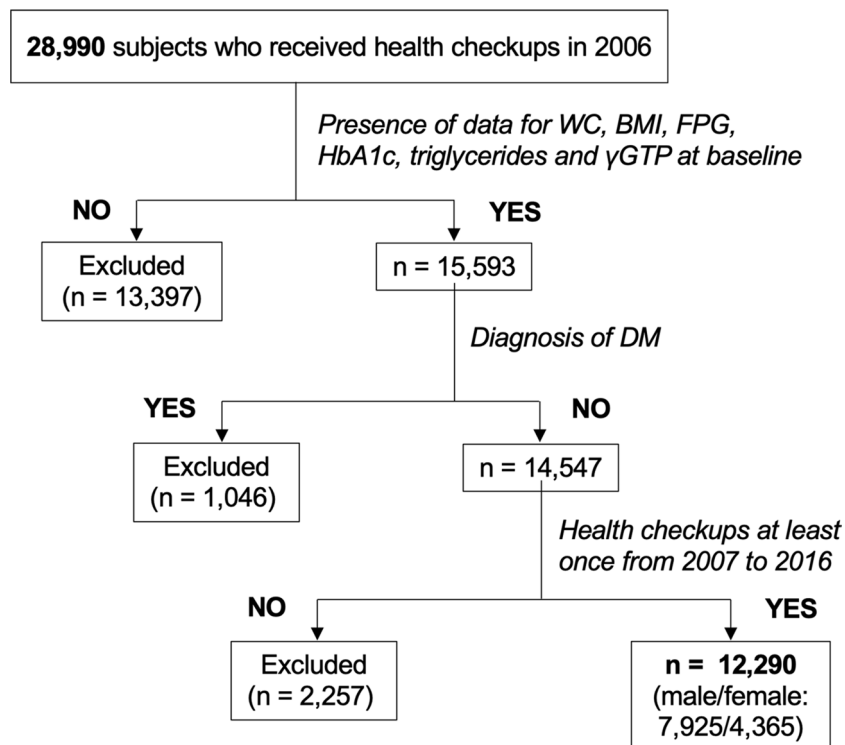 28,990 subjects who received health checkups in 2006
Presence of data for WC, BMI, FPG,
HbA1c, triglycerides and γGTP at baseline
NO
YES
Excluded
(n = 13,397)
n = 15,593
Diagnosis of DM
YES
NO
Excluded
(n = 1,046)
n = 14,547
Health checkups at least
once from 2007 to 2016
NO
YES
Excluded
(n = 2,257)
n = 12,290
(male/female:
7,925/4,365)